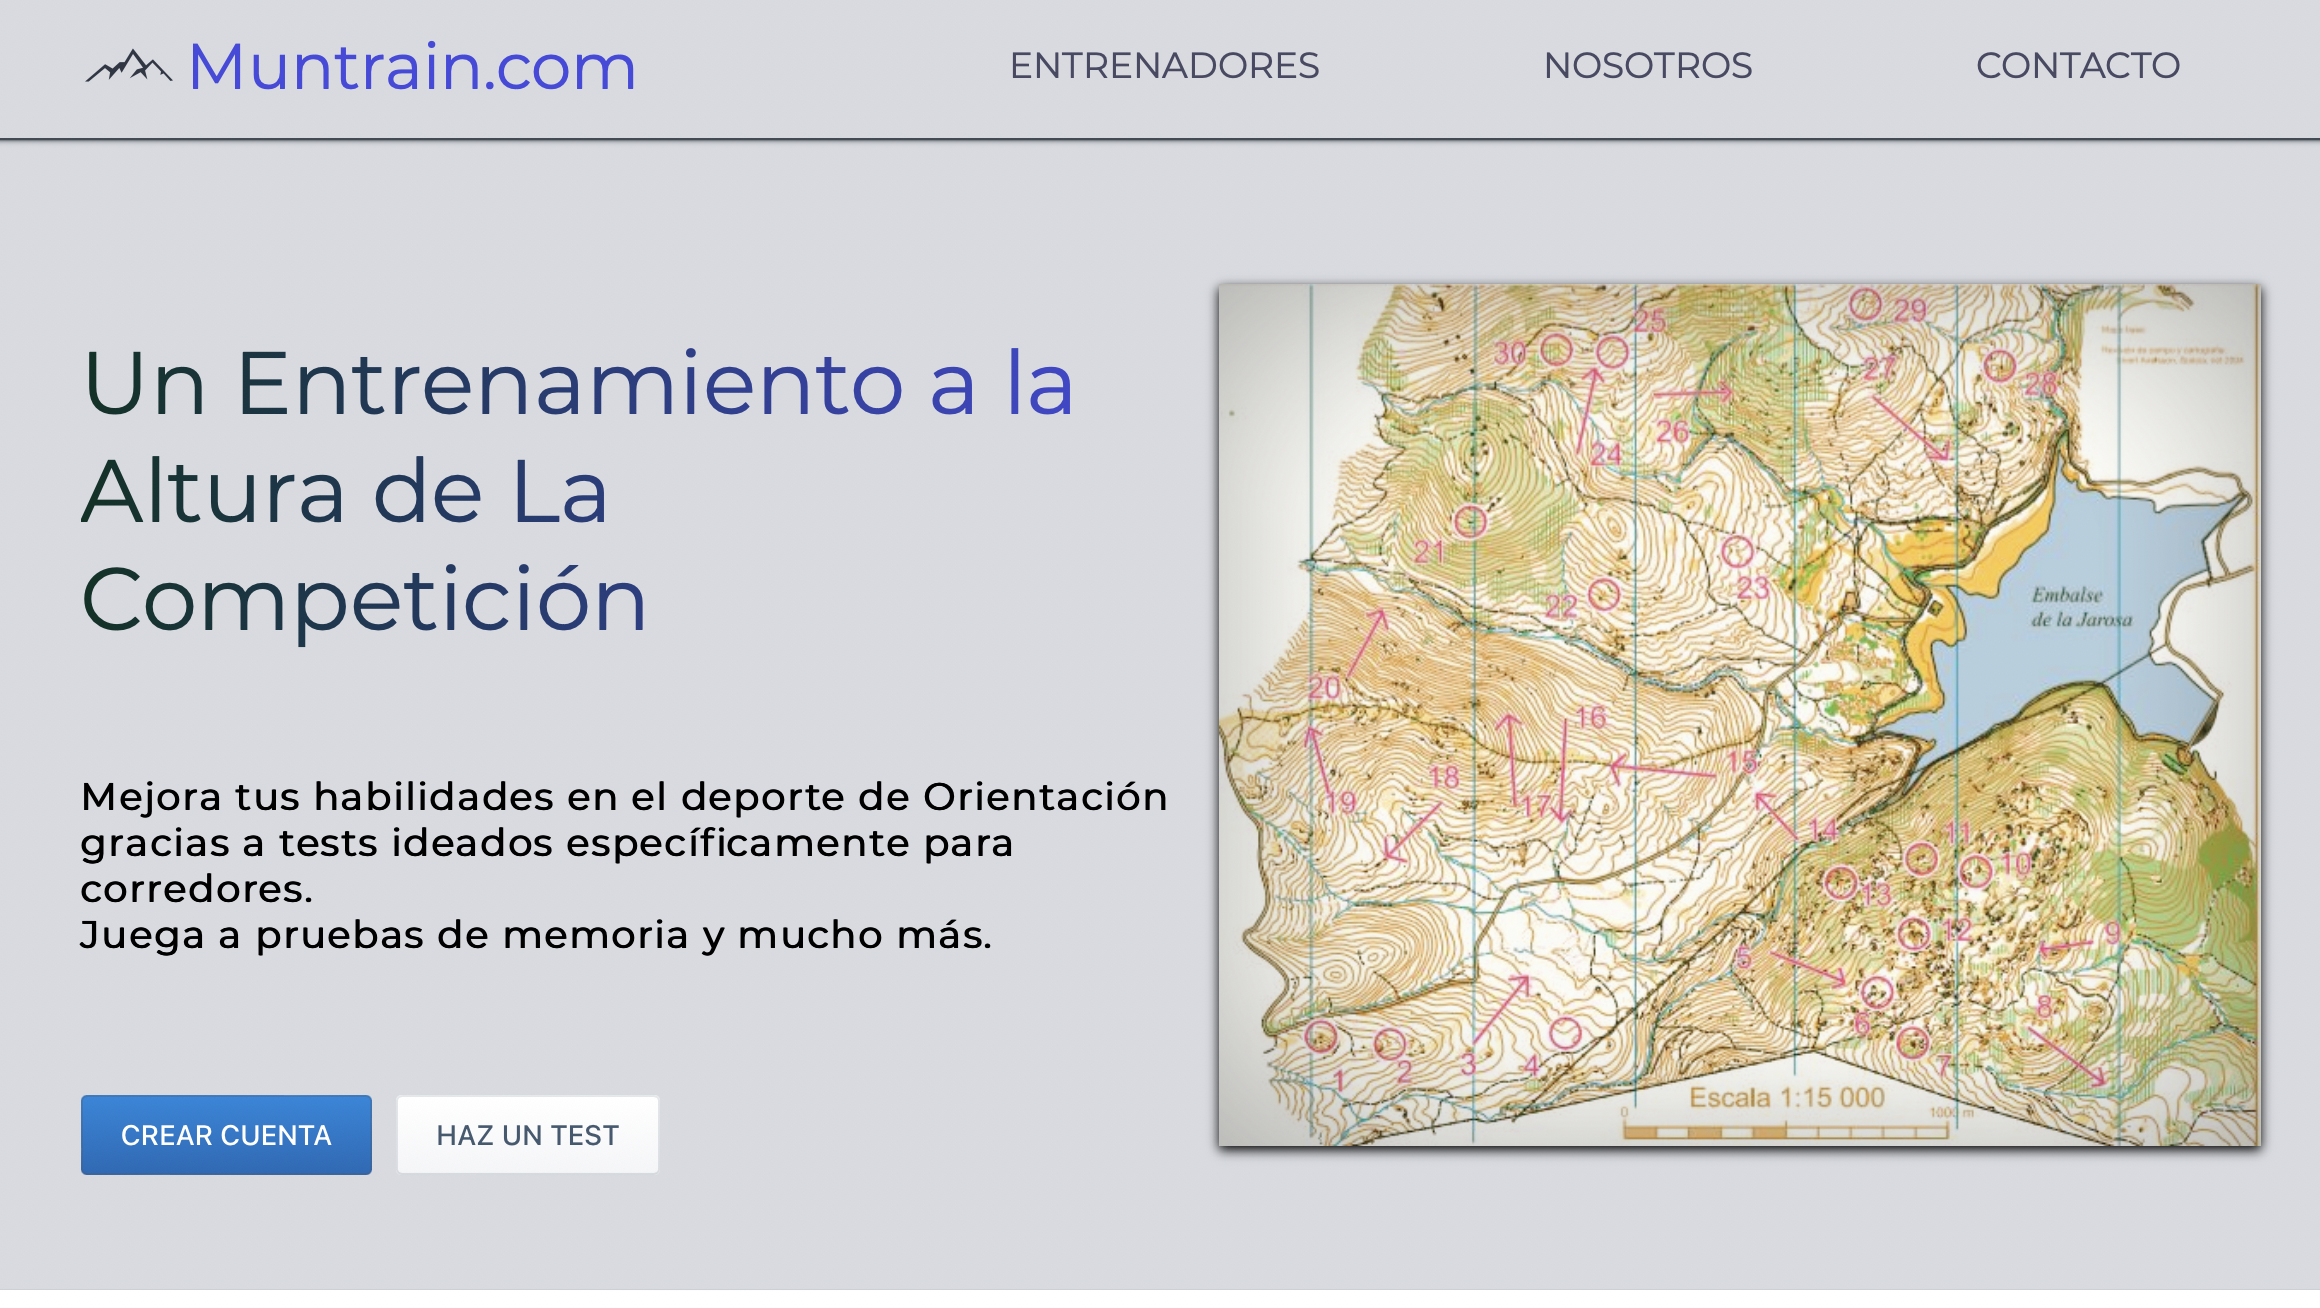 Muntrain.com
ENTRENADORES
NOSOTROS
CONTACTO
Un Entrenamiento a la
Altura de La
Competición
Mejora tus habilidades en el deporte de Orientación
gracias a tests ideados específicamente para
corredores.
Juega a pruebas de memoria y mucho más.
CREAR CUENTA
HAZ UN TEST
25
29
30
27
28
26
24
21
23
22
Embalse
de la Jarosa
20
16
15
18
19
17
14
11
10
13
12
9
5
8
6
7
4
3
2
1
Escala 1:15 000
0
1000 m